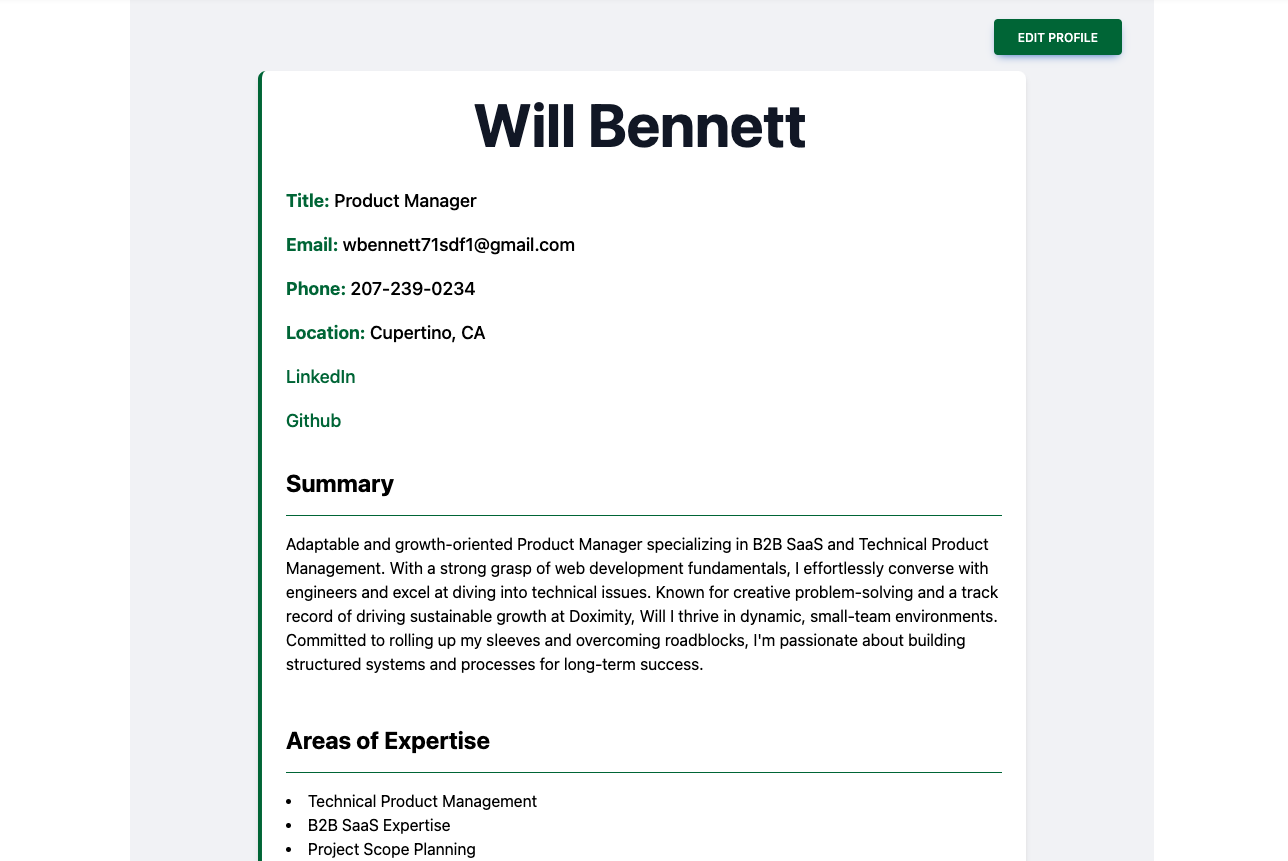 EDIT PROFILE
Will Bennett
Title: Product Manager
Email: wbennett71sdf1@gmail.com
Phone: 207-239-0234
Location: Cupertino, CA
LinkedIn
Github
Summary
Adaptable and growth-oriented Product Manager specializing in B2B SaaS and Technical Product
Management. With a strong grasp of web development fundamentals, I effortlessly converse with
engineers and excel at diving into technical issues. Known for creative problem-solving and a track
record of driving sustainable growth at Doximity, Will I thrive in dynamic, small-team environments.
Committed to rolling up my sleeves and overcoming roadblocks, I'm passionate about building
structured systems and processes for long-term success.
Areas of Expertise
• Technical Product Management
• B2B SaaS Expertise
• Project Scope Planning